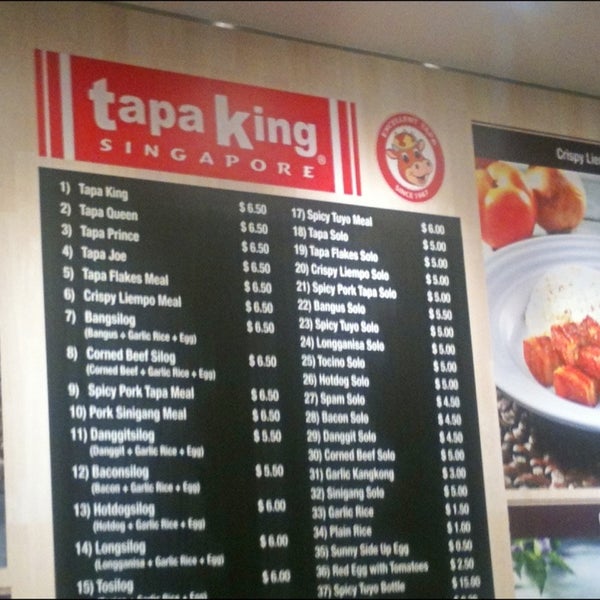 tapa king
SINGAPORE®
EXCELLENT TAPA
SINCE 1987
1) Tapa King $ 6.50
2) Tapa Queen $ 6.50
3) Tapa Prince $ 6.50
4) Tapa Joe $ 6.50
5) Tapa Flakes Meal $ 6.50
6) Crispy Liempo Meal $ 6.50
7) Bangsilog $ 6.50
(Bangus + Garlic Rice + Egg)
8) Corned Beef Silog $ 6.50
(Corned Beef + Garlic Rice + Egg)
9) Spicy Pork Tapa Meal $ 6.50
10) Pork Sinigang Meal $ 6.50
11) Danggitsilog $ 5.50
(Danggit + Garlic Rice + Egg)
12) Baconsilog $ 5.50
(Bacon + Garlic Rice + Egg)
13) Hotdogsilog $ 6.00
(Hotdog + Garlic Rice + Egg)
14) Longsilog $ 6.00
(Longganisa + Garlic Rice + Egg)
15) Tosilog $ 6.00
17) Spicy Tuyo Meal $ 6.00
18) Tapa Solo $ 5.00
19) Tapa Flakes Solo $ 5.00
20) Crispy Liempo Solo $ 5.00
21) Spicy Pork Tapa Solo $ 5.00
22) Bangus Solo $ 5.00
23) Spicy Tuyo Solo $ 5.00
24) Longganisa Solo $ 5.00
25) Tocino Solo $ 5.00
26) Hotdog Solo $ 5.00
27) Spam Solo $ 4.50
28) Bacon Solo $ 4.50
29) Danggit Solo $ 5.00
30) Corned Beef Solo $ 5.00
31) Garlic Kangkong $ 3.00
32) Sinigang Solo $ 5.00
33) Garlic Rice $ 1.50
34) Plain Rice $ 1.00
35) Sunny Side Up Egg $ 0.50
36) Red Egg with Tomatoes $ 2.50
37) Spicy Tuyo Bottle $ 15.00
Crispy